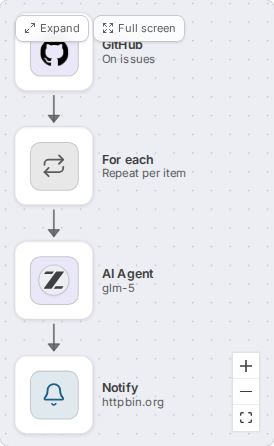 Expand
Full screen
GitHub
On issues
For each
Repeat per item
AI Agent
glm-5
Notify
httpbin.org